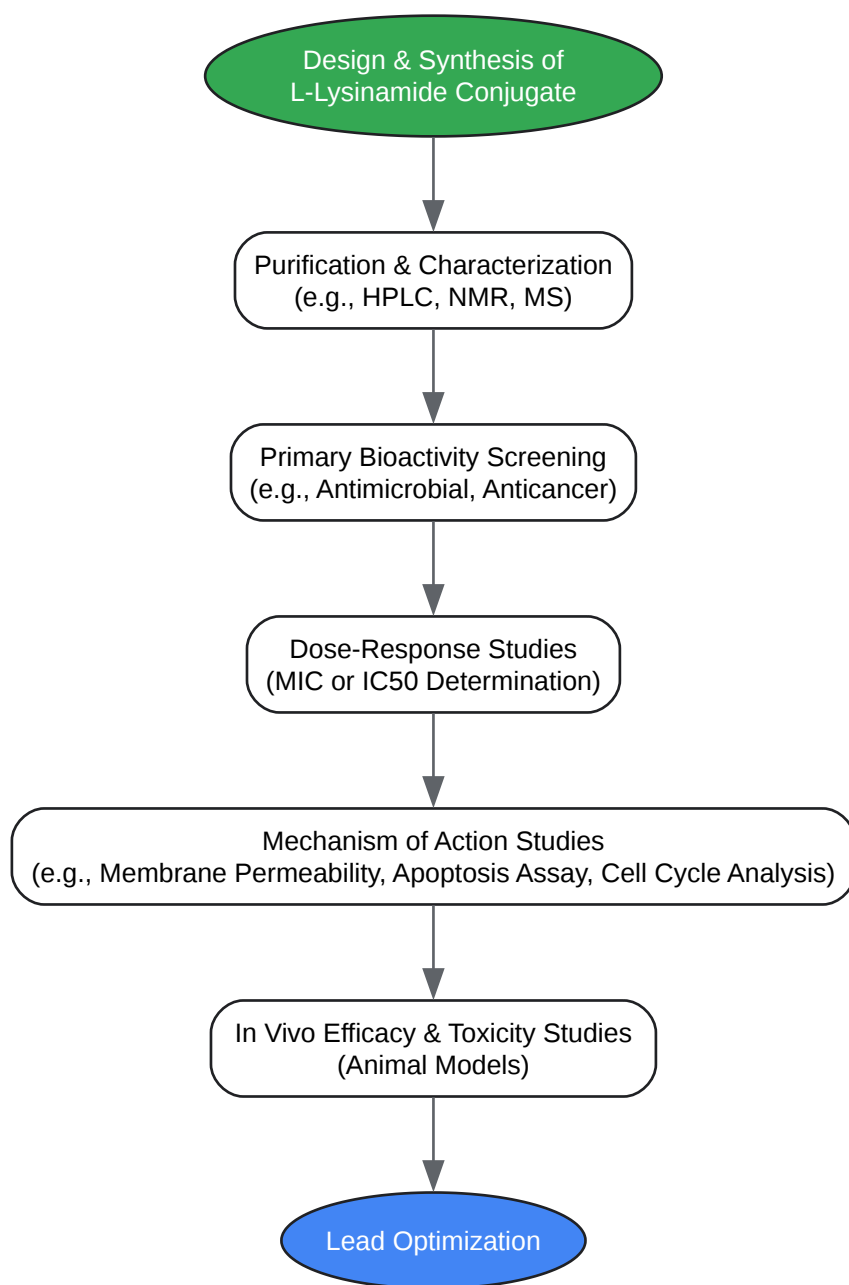 Design & Synthesis of
L-Lysinamide Conjugate
Purification & Characterization
(e.g., HPLC, NMR, MS)
Primary Bioactivity Screening
(e.g., Antimicrobial, Anticancer)
Dose-Response Studies
(MIC or IC50 Determination)
Mechanism of Action Studies
(e.g., Membrane Permeability, Apoptosis Assay, Cell Cycle Analysis)
In Vivo Efficacy & Toxicity Studies
(Animal Models)
Lead Optimization